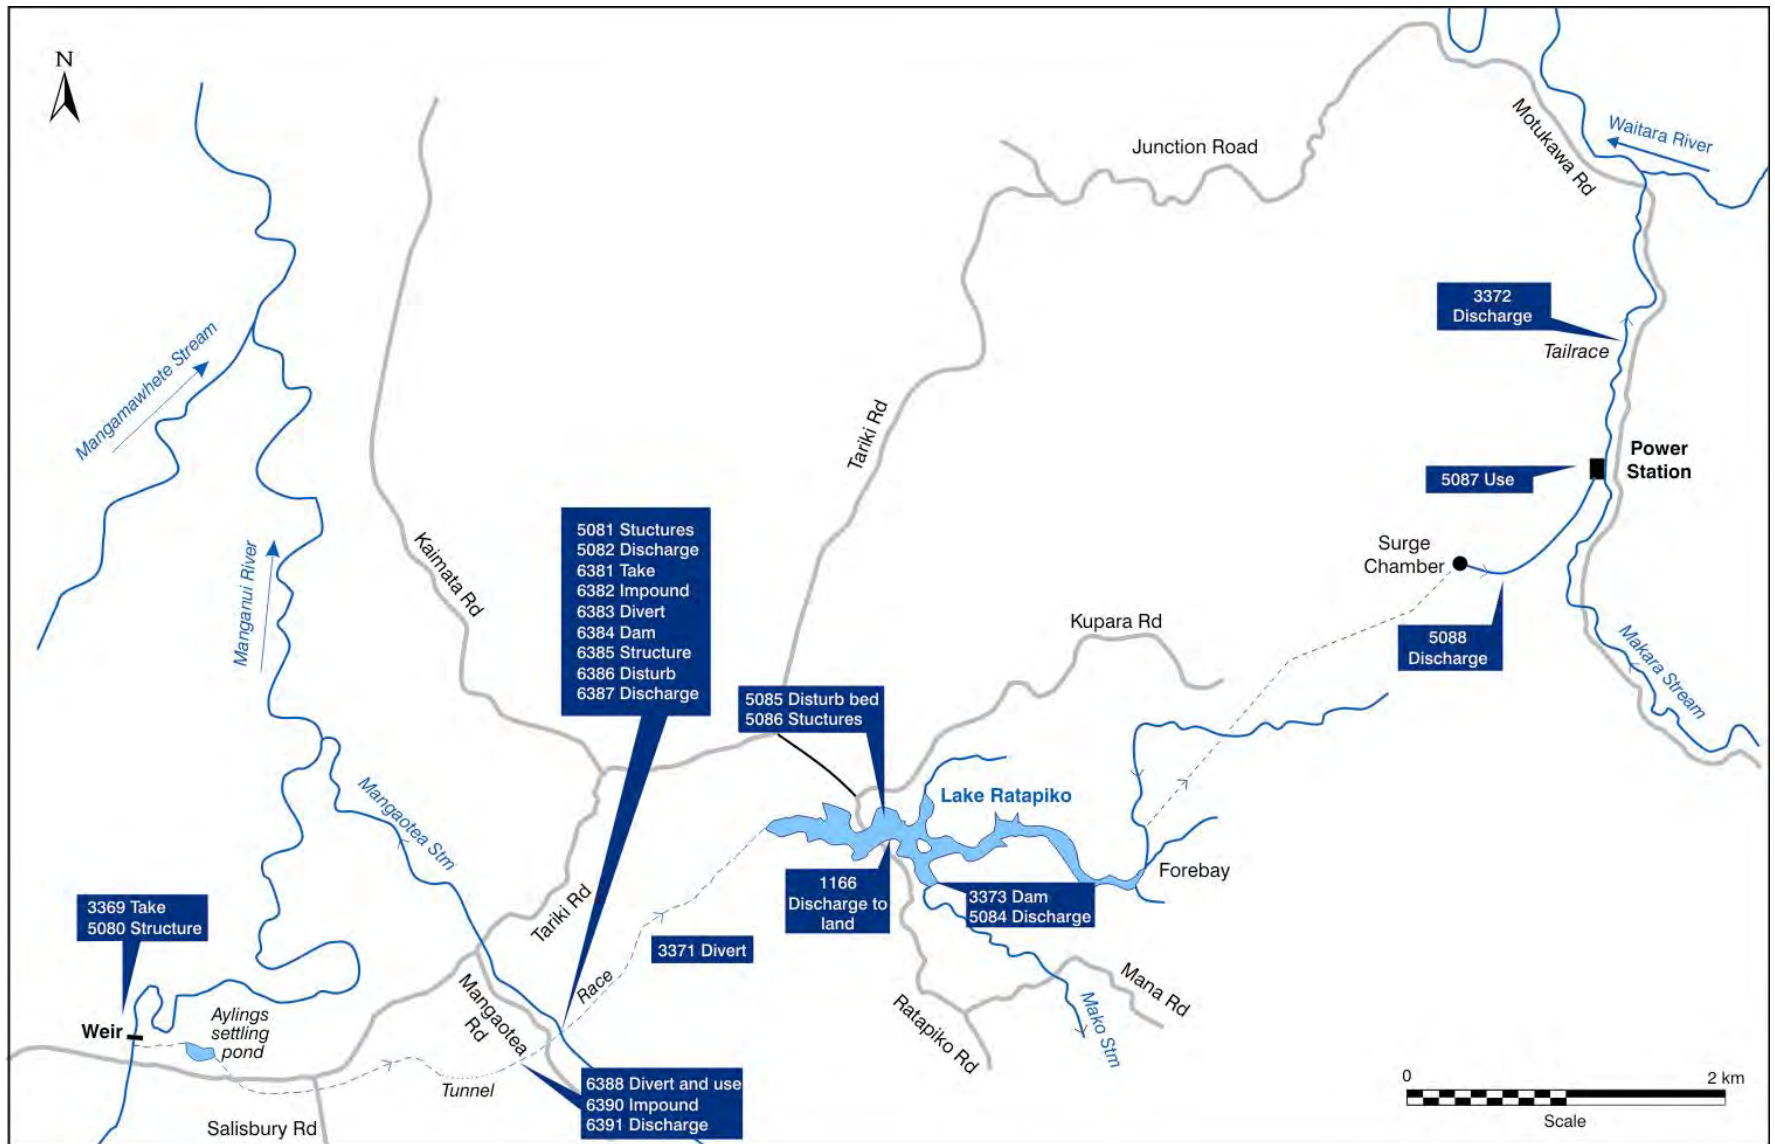 N
Junction Road
Motukawa Rd
Waitara River
3372
Discharge
Tailrace
Mangamawhete Stream
Tariki Rd
Power
Station
5087 Use
Surge
Chamber
Kaimata Rd
Manganui River
5081 Stuctures
5082 Discharge
6381 Take
6382 Impound
6383 Divert
6384 Dam
6385 Structure
6386 Disturb
6387 Discharge
Kupara Rd
5088
Discharge
Makara Stream
5085 Disturb bed
5086 Stuctures
Mangaotea Stm
Lake Ratapiko
Forebay
1166
Discharge to
land
3373 Dam
5084 Discharge
3369 Take
5080 Structure
Tariki Rd
3371 Divert
Race
Mangaotea
Rd
Ratapiko Rd
Mana Rd
Mako Stm
Weir
Aylings
settling
pond
Tunnel
6388 Divert and use
6390 Impound
6391 Discharge
Salisbury Rd
0 2 km
Scale